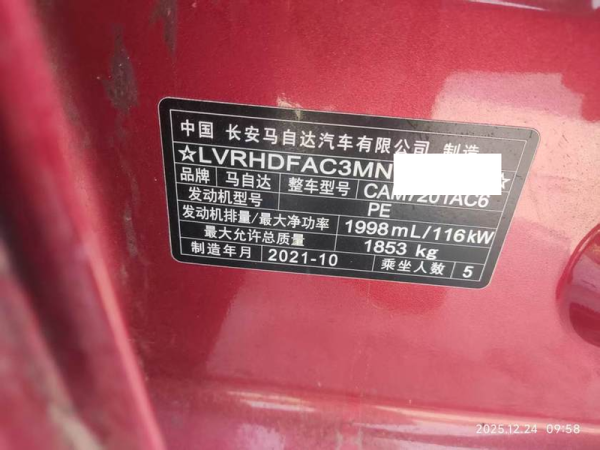 中国 长安马自达汽车有限公司 制造
☆LVRHDFAC3MN
品牌 马自达 整车型号 CAM7201AC6
发动机型号 PE
发动机排量/最大净功率 1998mL/116kW
最大允许总质量 1853 kg
制造年月 2021-10 乘坐人数 5
2025.12.24 09:58